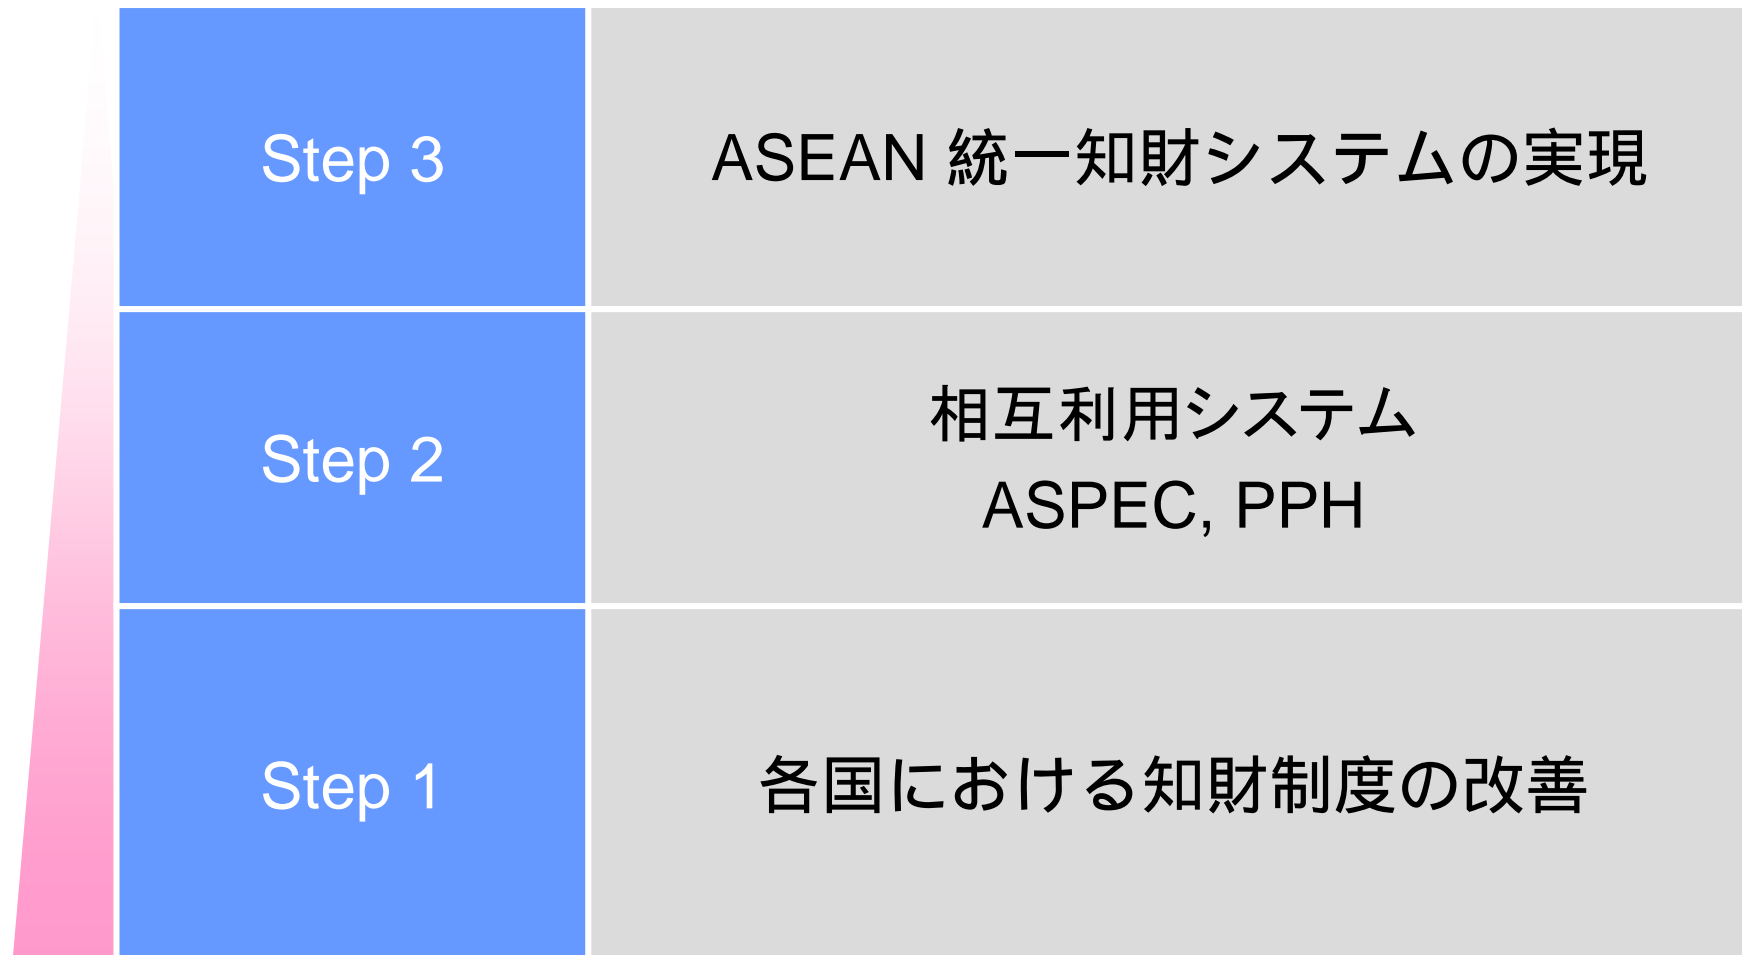 Step 3
ASEAN 統一知財システムの実現
Step 2
相互利用システム
ASPEC, PPH
Step 1
各国における知財制度の改善